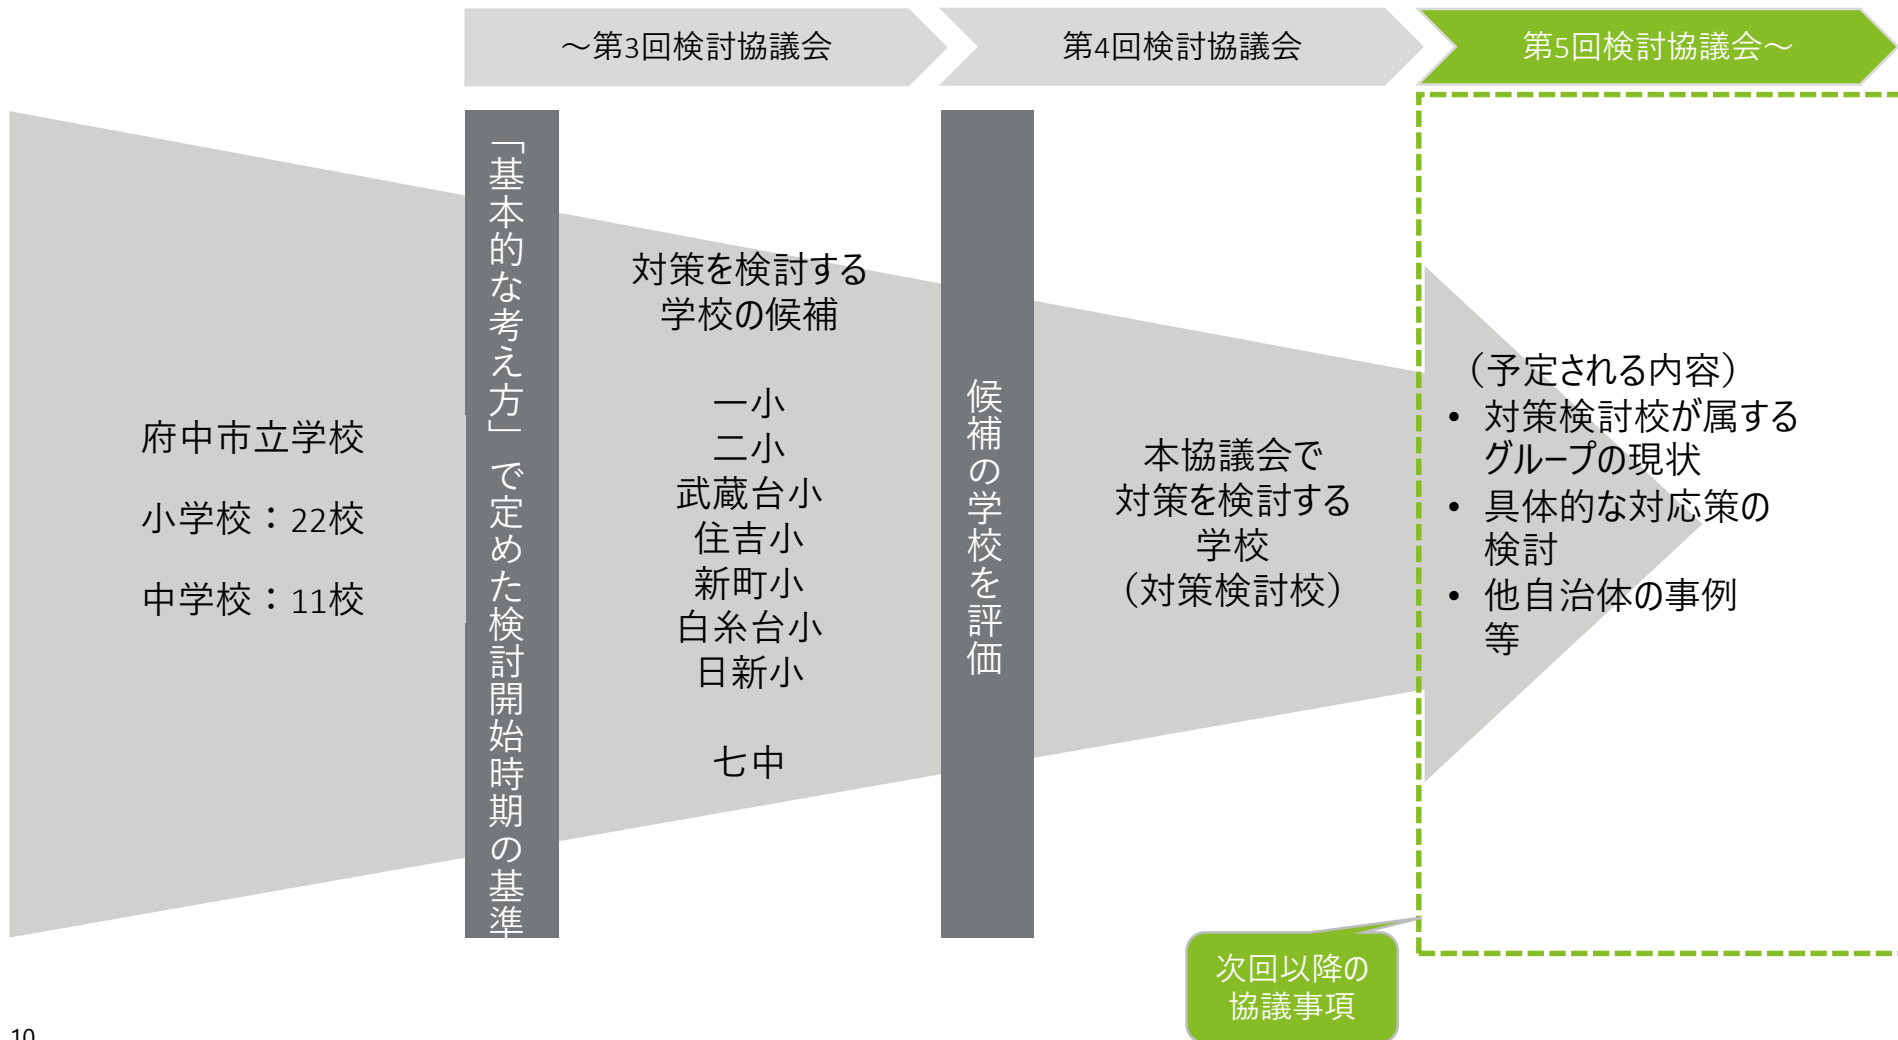 ～第3回検討協議会
第4回検討協議会
第5回検討協議会～
府中市立学校
小学校：22校
中学校：11校
「基本的な考え方」で定めた検討開始時期の基準
対策を検討する
学校の候補
一小
二小
武蔵台小
住吉小
新町小
白糸台小
日新小
七中
候補の学校を評価
本協議会で
対策を検討する
学校
（対策検討校）
（予定される内容）
• 対策検討校が属する
グループの現状
• 具体的な対応策の
検討
• 他自治体の事例
等
次回以降の
協議事項
10